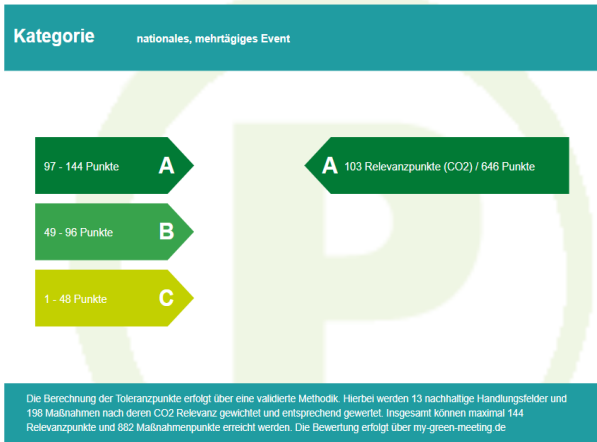 Kategorie nationales, mehrtägiges Event
97 - 144 Punkte A
A 103 Relevanzpunkte (CO2) / 646 Punkte
49 - 96 Punkte B
1 - 48 Punkte C
Die Berechnung der Toleranzpunkte erfolgt über eine validierte Methodik. Hierbei werden 13 nachhaltige Handlungsfelder und
198 Maßnahmen nach deren CO2 Relevanz gewichtet und entsprechend gewertet. Insgesamt können maximal 144
Relevanzpunkte und 882 Maßnahmenpunkte erreicht werden. Die Bewertung erfolgt über my-green-meeting.de